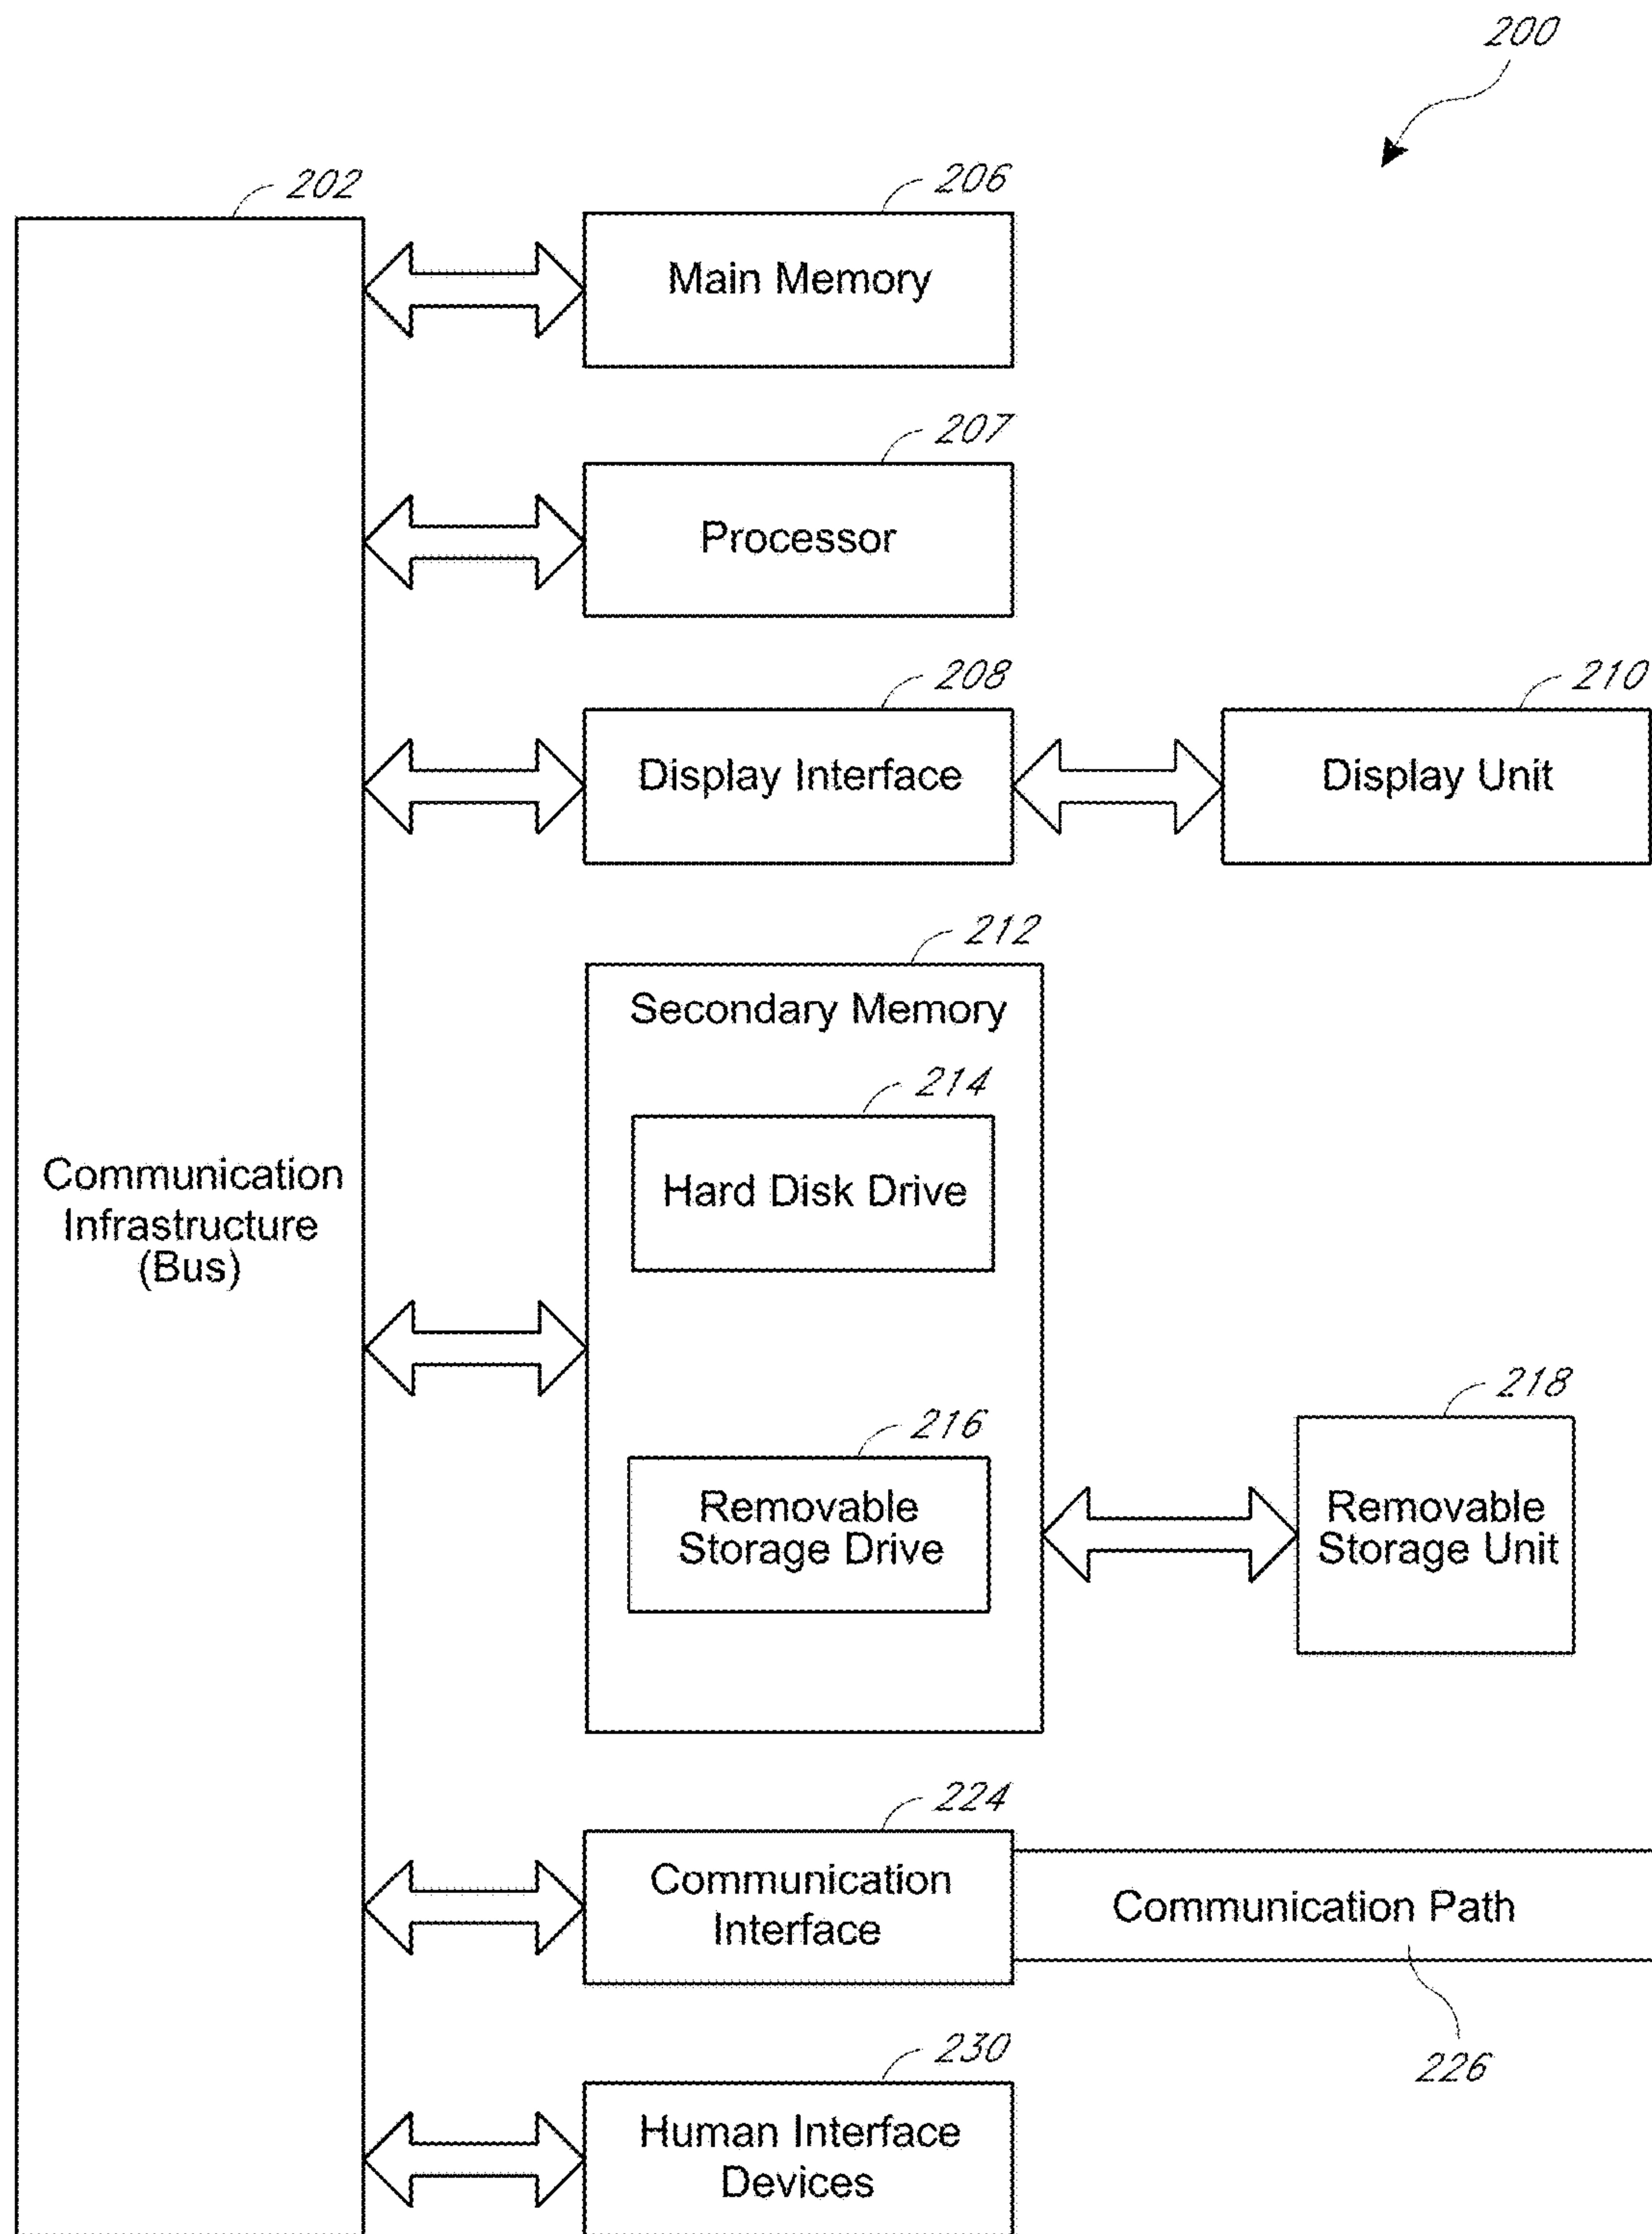 200
202
206
Main Memory
207
Processor
208
Display Interface
210
Display Unit
212
Secondary Memory
214
Hard Disk Drive
Communication
Infrastructure
(Bus)
216
Removable
Storage Drive
218
Removable
Storage Unit
224
Communication
Interface
Communication Path
226
230
Human Interface
Devices